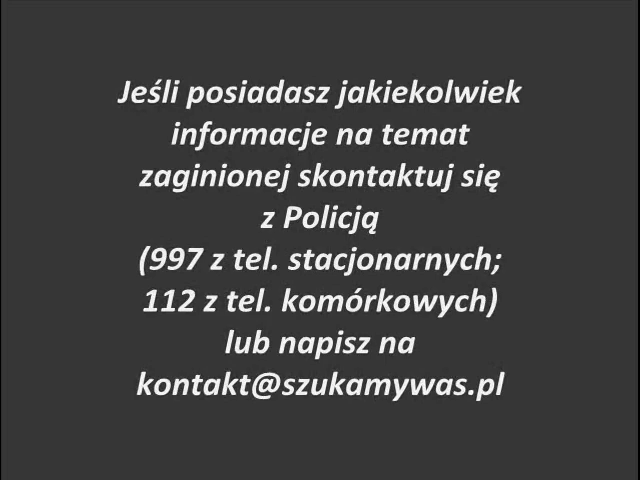 Jeśli posiadasz jakiekolwiek
informacje na temat
zaginionej skontaktuj się
z Policją
(997 z tel. stacjonarnych;
112 z tel. komórkowych)
lub napisz na
kontakt@szukamywas.pl